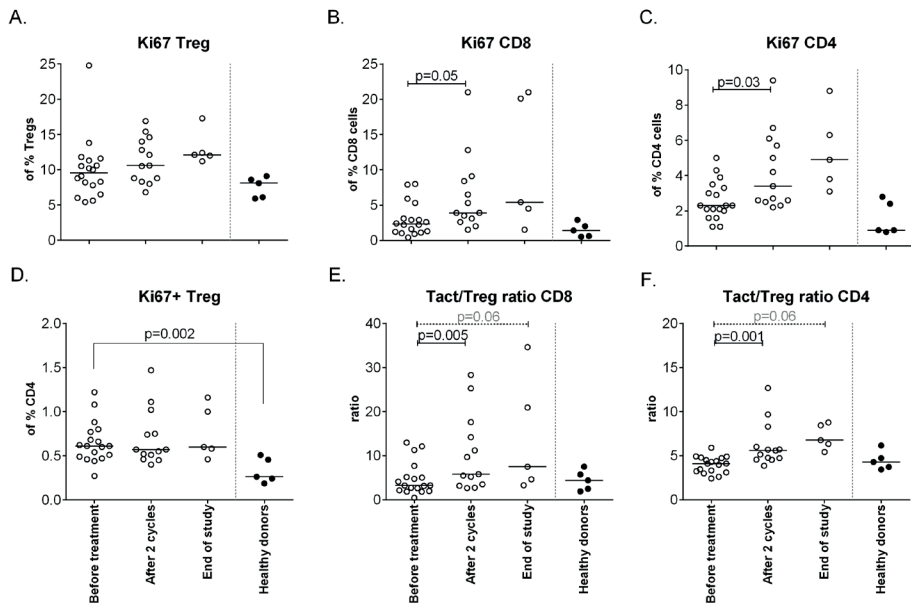 A.
Ki67 Treg
of % Tregs
25
20
15
10
5
0
B.
Ki67 CD8
of % CD8 cells
25
20
15
10
5
0
p=0.05
C.
Ki67 CD4
of % CD4 cells
10
8
6
4
2
0
p=0.03
D.
Ki67+ Treg
of % CD4
2.0
1.5
1.0
0.5
0.0
p=0.002
Before treatment
After 2 cycles
End of study
Healthy donors
E.
Tact/Treg ratio CD8
ratio
40
30
20
10
0
p=0.06
p=0.005
Before treatment
After 2 cycles
End of study
Healthy donors
F.
Tact/Treg ratio CD4
ratio
20
15
10
5
0
p=0.06
p=0.001
Before treatment
After 2 cycles
End of study
Healthy donors